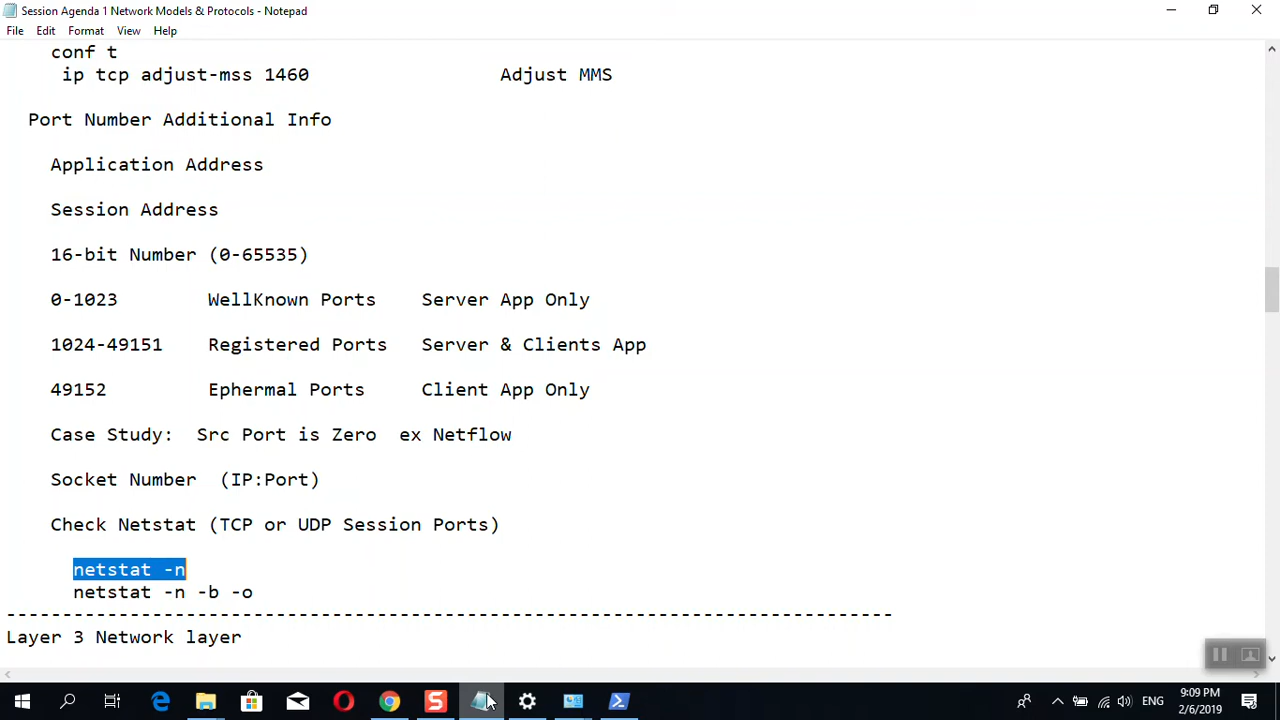 Session Agenda 1 Network Models & Protocols - Notepad
File Edit Format View Help
conf t
ip tcp adjust-mss 1460 Adjust MMS
Port Number Additional Info
Application Address
Session Address
16-bit Number (0-65535)
0-1023 WellKnown Ports Server App Only
1024-49151 Registered Ports Server & Clients App
49152 Ephermal Ports Client App Only
Case Study: Src Port is Zero ex Netflow
Socket Number (IP:Port)
Check Netstat (TCP or UDP Session Ports)
netstat -n
netstat -n -b -o
-------------------------------------------------------------------------------
Layer 3 Network layer
ENG
9:09 PM
2/6/2019